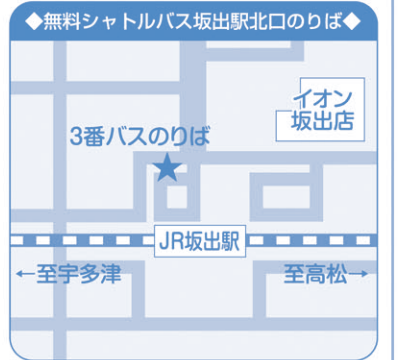 ◆無料シャトルバス坂出駅北口のりば◆
イオン
坂出店
3番バスのりば
JR坂出駅
←至宇多津
至高松→